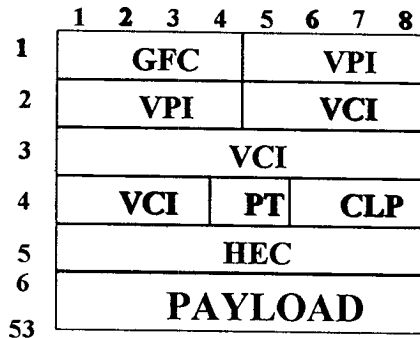 1 2 3 4 5 6 7 8
1 GFC VPI
2 VPI VCI
3 VCI
4 VCI PT CLP
5 HEC
6 PAYLOAD
53